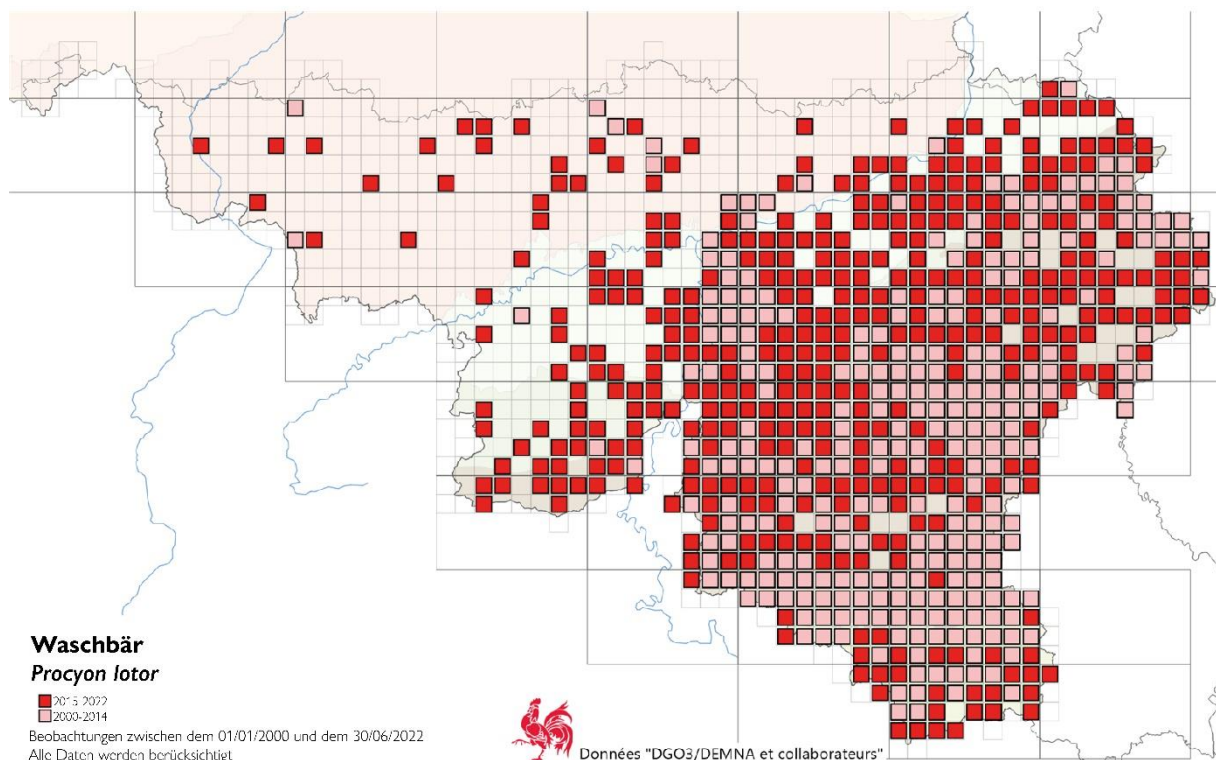 Waschbär
Procyon lotor
2015-2022
2000-2014
Beobachtungen zwischen dem 01/01/2000 und dem 30/06/2022
Alle Daten werden berücksichtigt
Données "DGO3/DEMNA et collaborateurs"